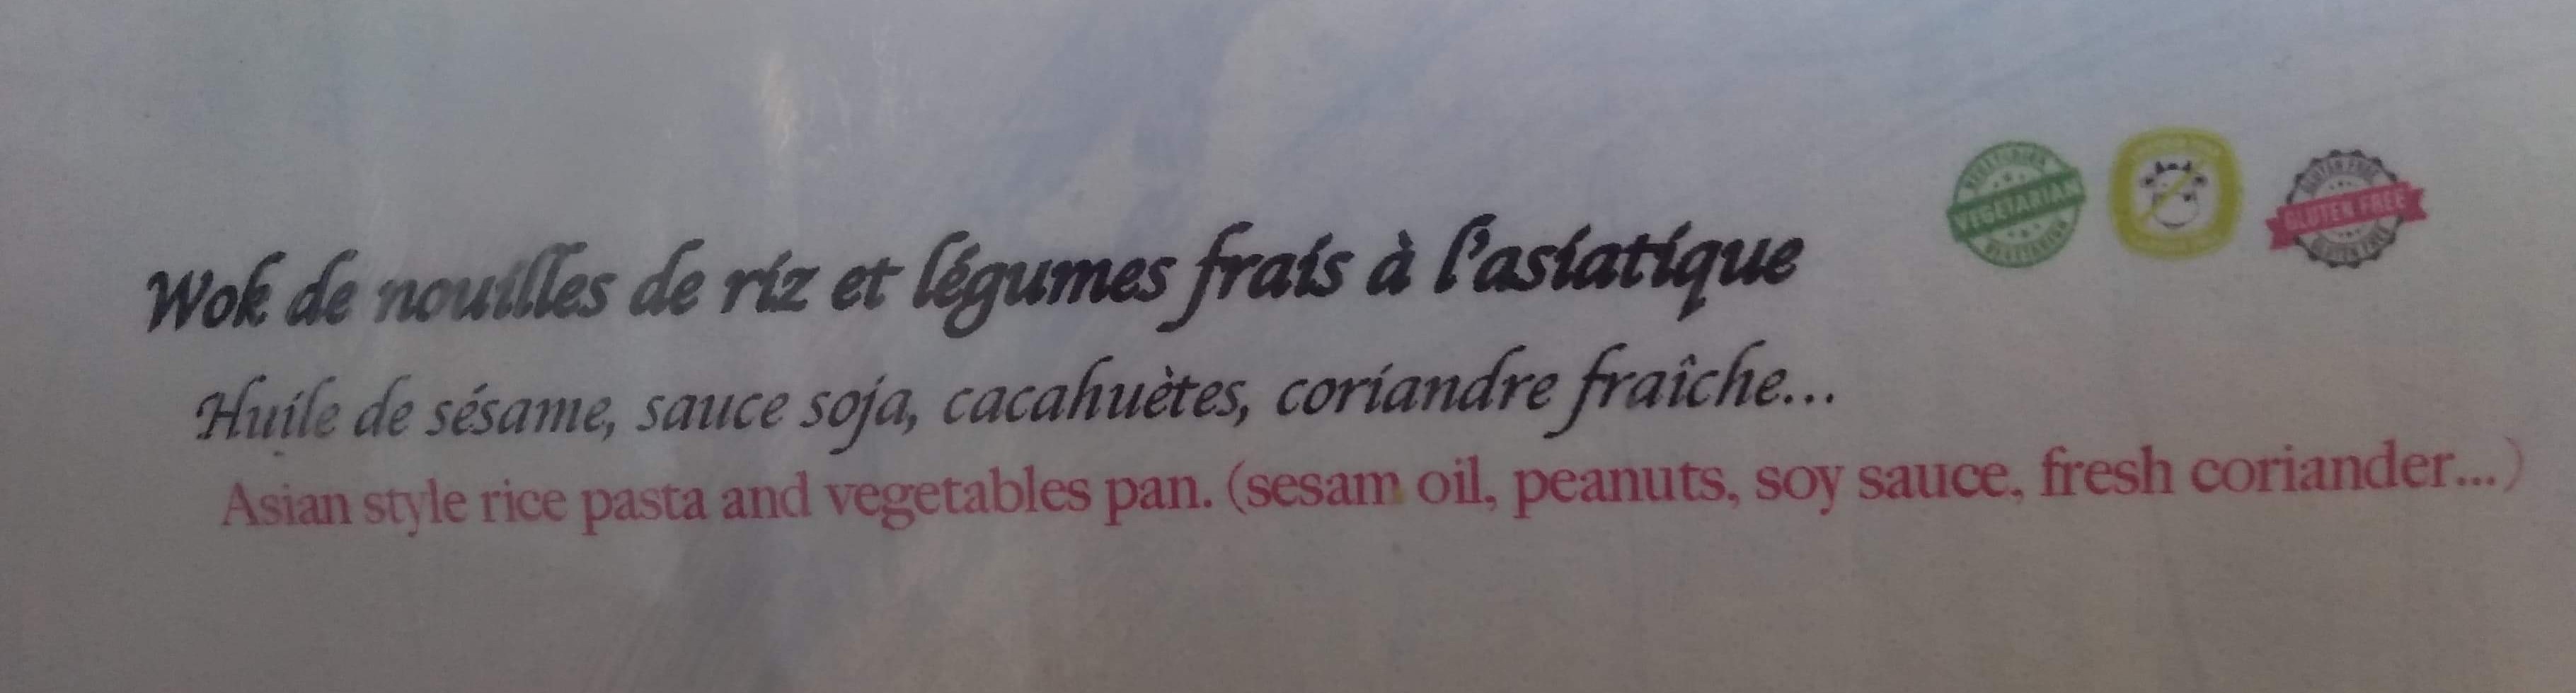 Wok de nouilles de riz et légumes frais à l'asiatique
VEGETARIAN
GLUTEN FREE
Huile de sésame, sauce soja, cacahuètes, coriandre fraîche...
Asian style rice pasta and vegetables pan. (sesam oil, peanuts, soy sauce, fresh coriander...)